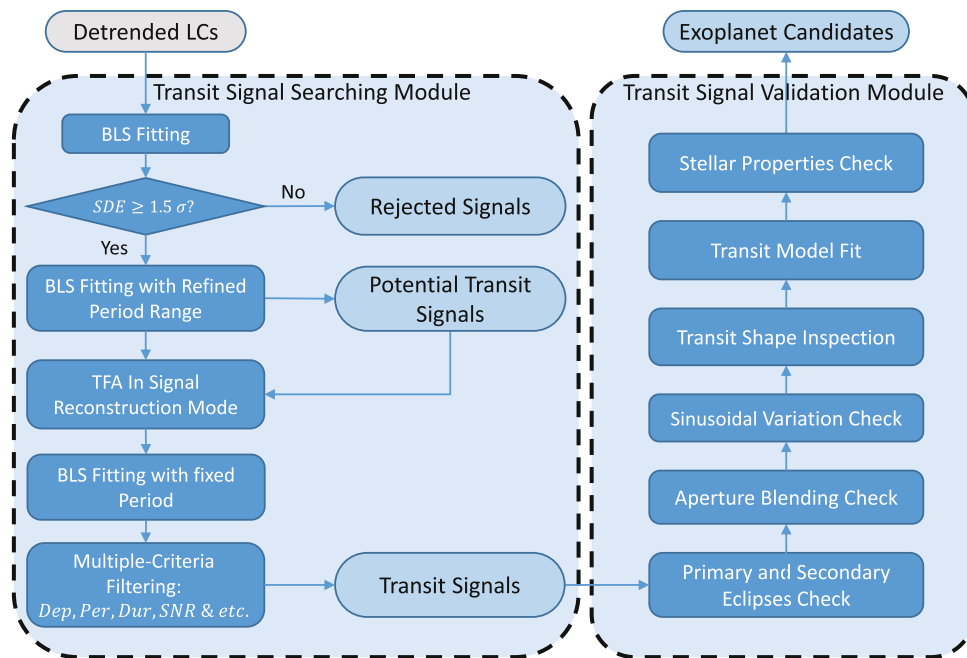 Detrended LCs
Transit Signal Searching Module
BLS Fitting
SDE ≥ 1.5 σ?
No
Rejected Signals
Yes
BLS Fitting with Refined
Period Range
Potential Transit
Signals
TFA In Signal
Reconstruction Mode
BLS Fitting with fixed
Period
Multiple-Criteria
Filtering:
Dep, Per, Dur, SNR & etc.
Transit Signals
Exoplanet Candidates
Transit Signal Validation Module
Stellar Properties Check
Transit Model Fit
Transit Shape Inspection
Sinusoidal Variation Check
Aperture Blending Check
Primary and Secondary
Eclipses Check